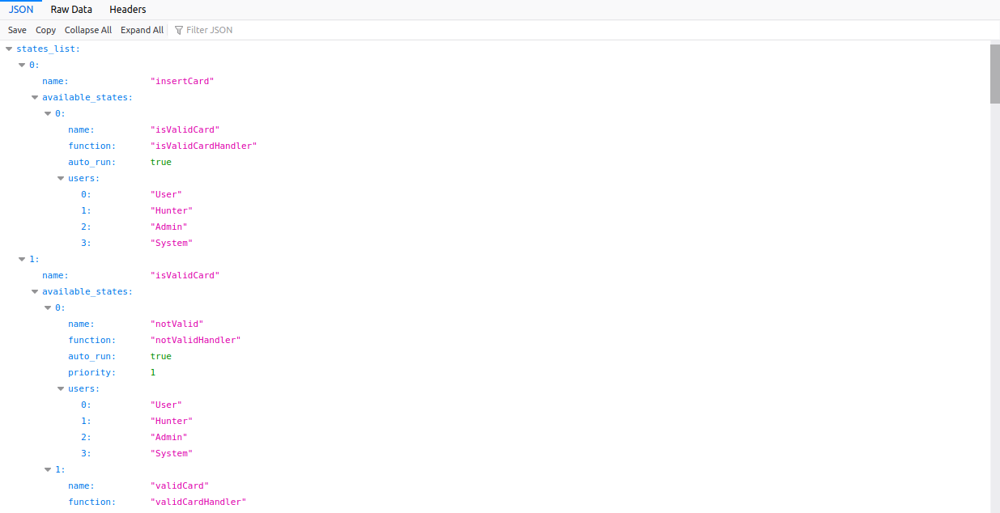 JSON Raw Data Headers
Save Copy Collapse All Expand All Filter JSON
states_list:
0:
name: "insertCard"
available_states:
0:
name: "isValidCard"
function: "isValidCardHandler"
auto_run: true
users:
0: "User"
1: "Hunter"
2: "Admin"
3: "System"
1:
name: "isValidCard"
available_states:
0:
name: "notValid"
function: "notValidHandler"
auto_run: true
priority: 1
users:
0: "User"
1: "Hunter"
2: "Admin"
3: "System"
1:
name: "validCard"
function: "validCardHandler"